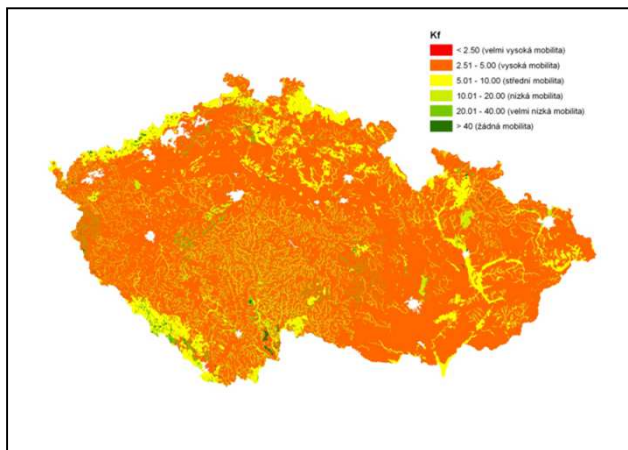 Kf
< 2.50 (velmi vysoká mobilita)
2.51 - 5.00 (vysoká mobilita)
5.01 - 10.00 (střední mobilita)
10.01 - 20.00 (nízká mobilita)
20.01 - 40.00 (velmi nízká mobilita)
> 40 (žádná mobilita)